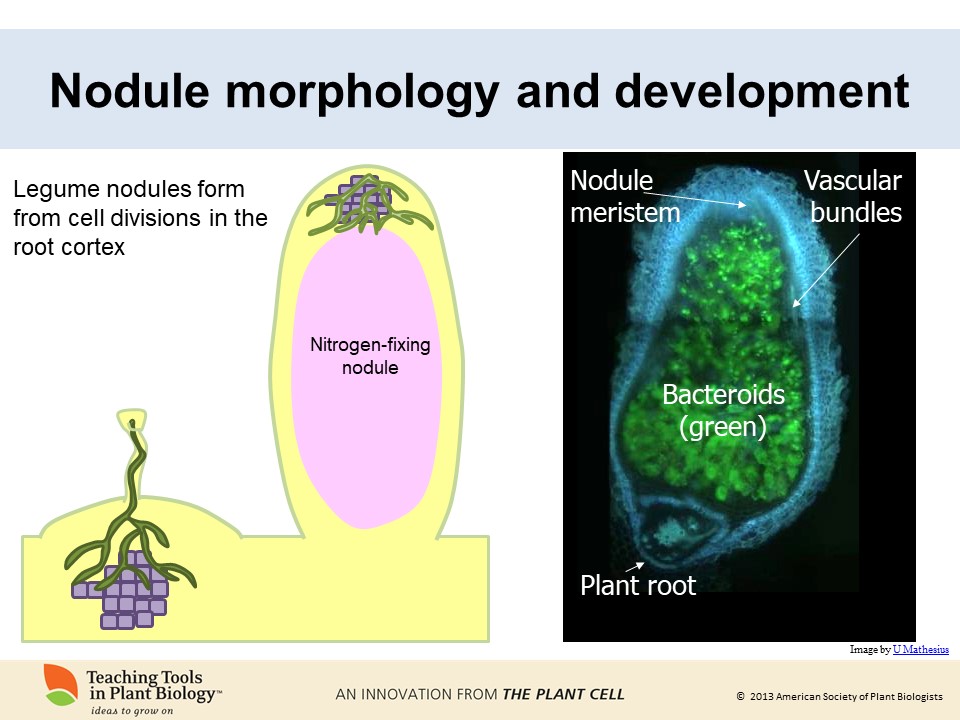 Nodule morphology and development
Legume nodules form
from cell divisions in the
root cortex
Nitrogen-fixing
nodule
Nodule
meristem
Vascular
bundles
Bacteroids
(green)
Plant root
Image by U Mathesius
Teaching Tools
in Plant Biology™
ideas to grow on
AN INNOVATION FROM THE PLANT CELL
© 2013 American Society of Plant Biologists